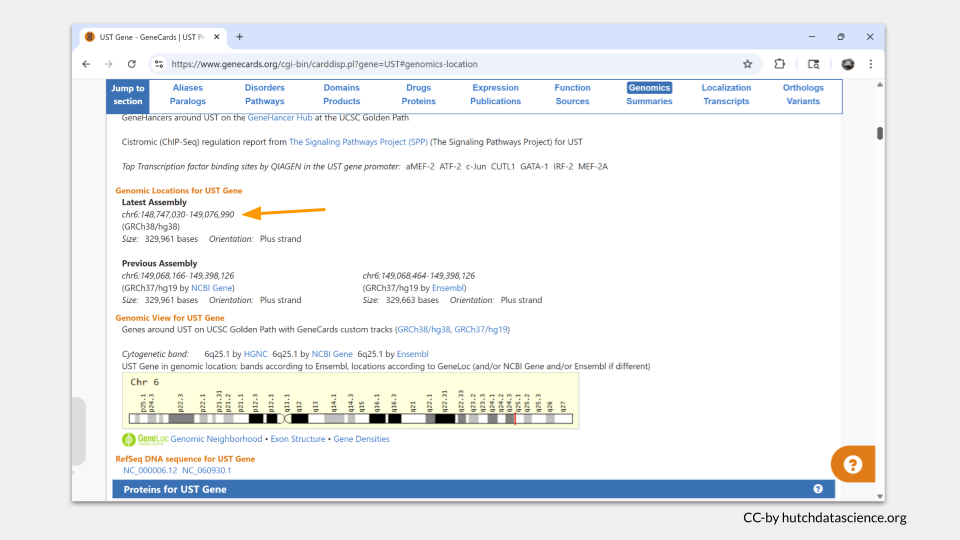 UST Gene - GeneCards | UST Pr
https://www.genecards.org/cgi-bin/carddisp.pl?gene=UST#genomics-location
Jump to section
Aliases Disorders Domains Drugs Expression Function Genomics Localization Orthologs
Paralogs Pathways Products Proteins Publications Sources Summaries Transcripts Variants
GeneHancers around UST on the GeneHancer Hub at the UCSC Golden Path
Cistromic (ChIP-Seq) regulation report from The Signaling Pathways Project (SPP) (The Signaling Pathways Project) for UST
Top Transcription factor binding sites by QIAGEN in the UST gene promoter: aMEF-2 ATF-2 c-Jun CUTL1 GATA-1 IRF-2 MEF-2A
Genomic Locations for UST Gene
Latest Assembly
chr6:148,747,030-149,076,990
(GRCh38/hg38)
Size: 329,961 bases Orientation: Plus strand
Previous Assembly
chr6:149,068,166-149,398,126
(GRCh37/hg19 by NCBI Gene)
Size: 329,961 bases Orientation: Plus strand
chr6:149,068,464-149,398,126
(GRCh37/hg19 by Ensembl)
Size: 329,663 bases Orientation: Plus strand
Genomic View for UST Gene
Genes around UST on UCSC Golden Path with GeneCards custom tracks (GRCh38/hg38, GRCh37/hg19)
Cytogenetic band: 6q25.1 by HGNC 6q25.1 by NCBI Gene 6q25.1 by Ensembl
UST Gene in genomic location: bands according to Ensembl, locations according to GeneLoc (and/or NCBI Gene and/or Ensembl if different)
Chr 6
p25.1 p24.3 p22.3 p22.1 p21.31 p21.2 p21.1 p12.3 p12.1 q11.1 q12 q13 q14.1 q14.3 q15 q16.1 q16.3 q21 q22.1 q22.31 q22.33 q23.2 q24.1 q24.3 q25.1 q25.2 q25.3 q26 q27
GeneLoc Genomic Neighborhood • Exon Structure • Gene Densities
RefSeq DNA sequence for UST Gene
NC_000006.12 NC_060930.1
Proteins for UST Gene
?
?
CC-by hutchdatascience.org